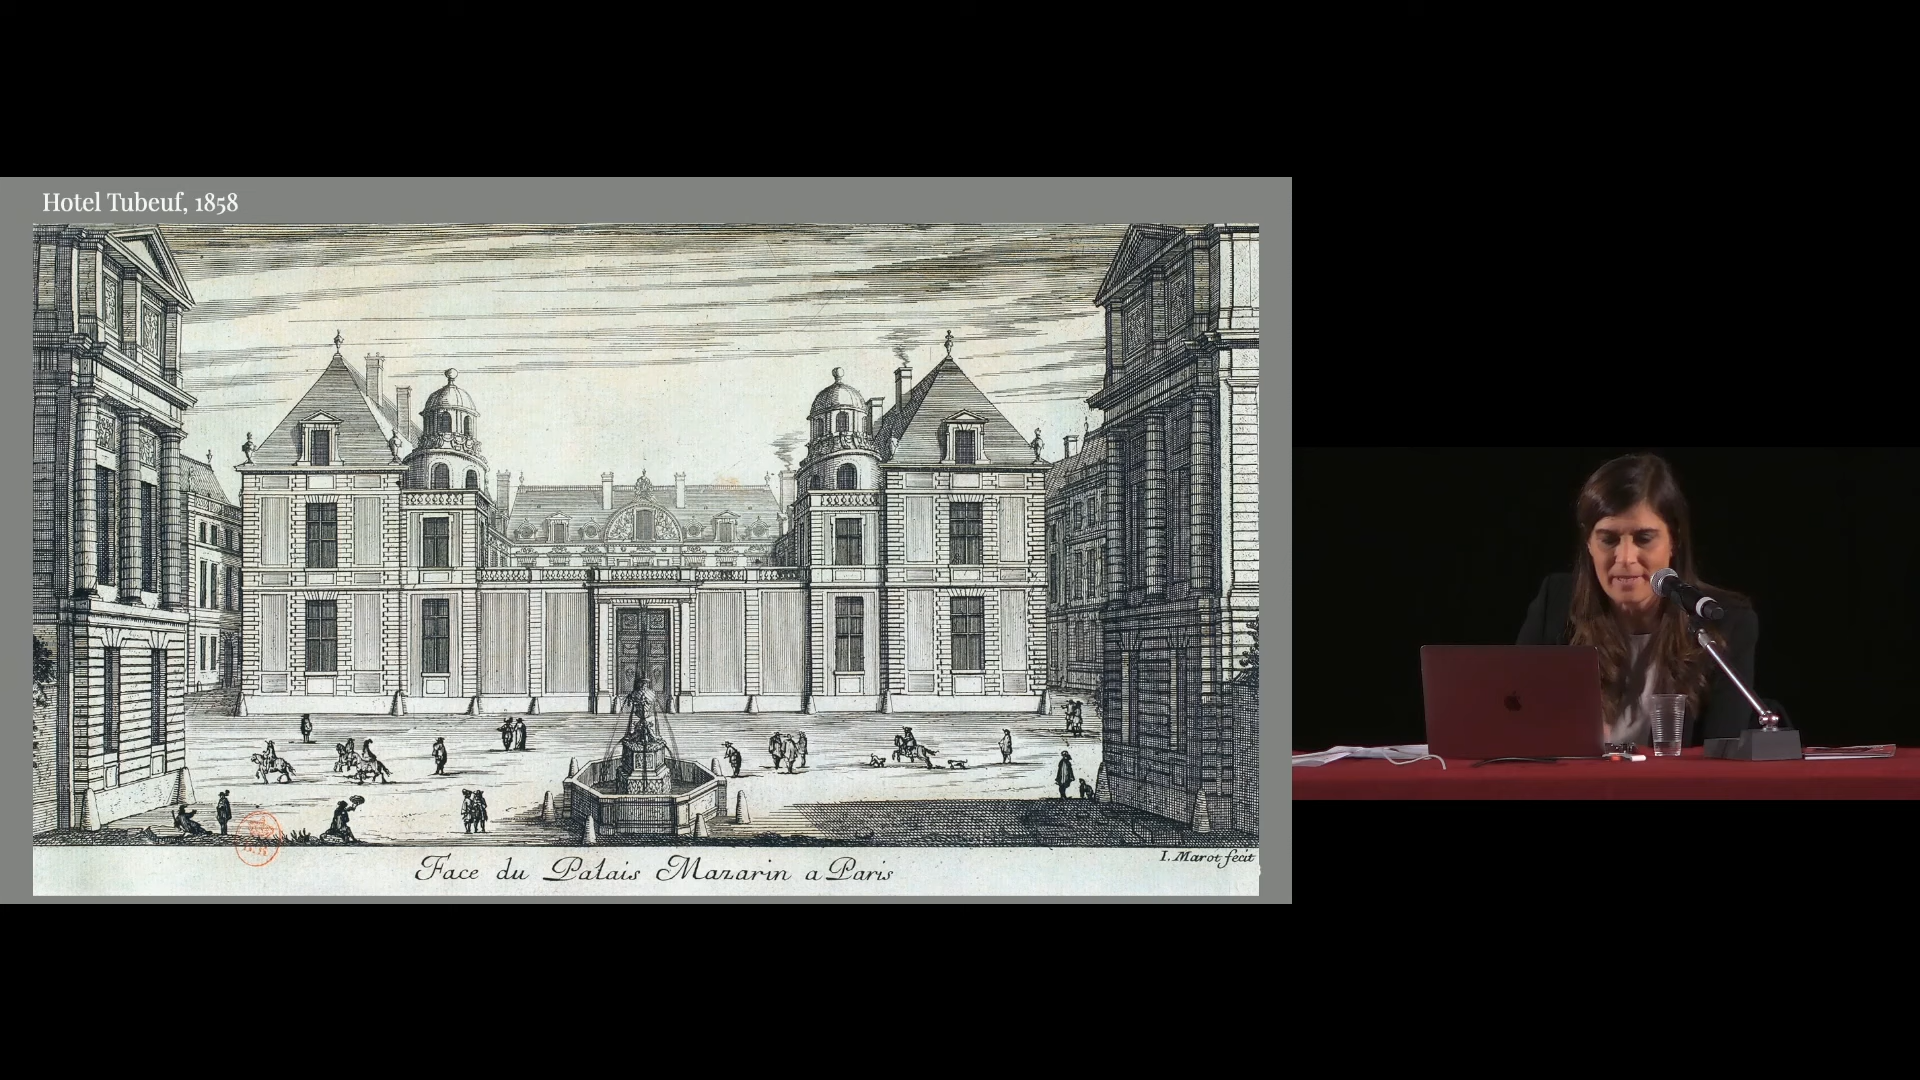 Hotel Tubeuf, 1858
I. Marot fecit
Face du Palais Mazarin a Paris